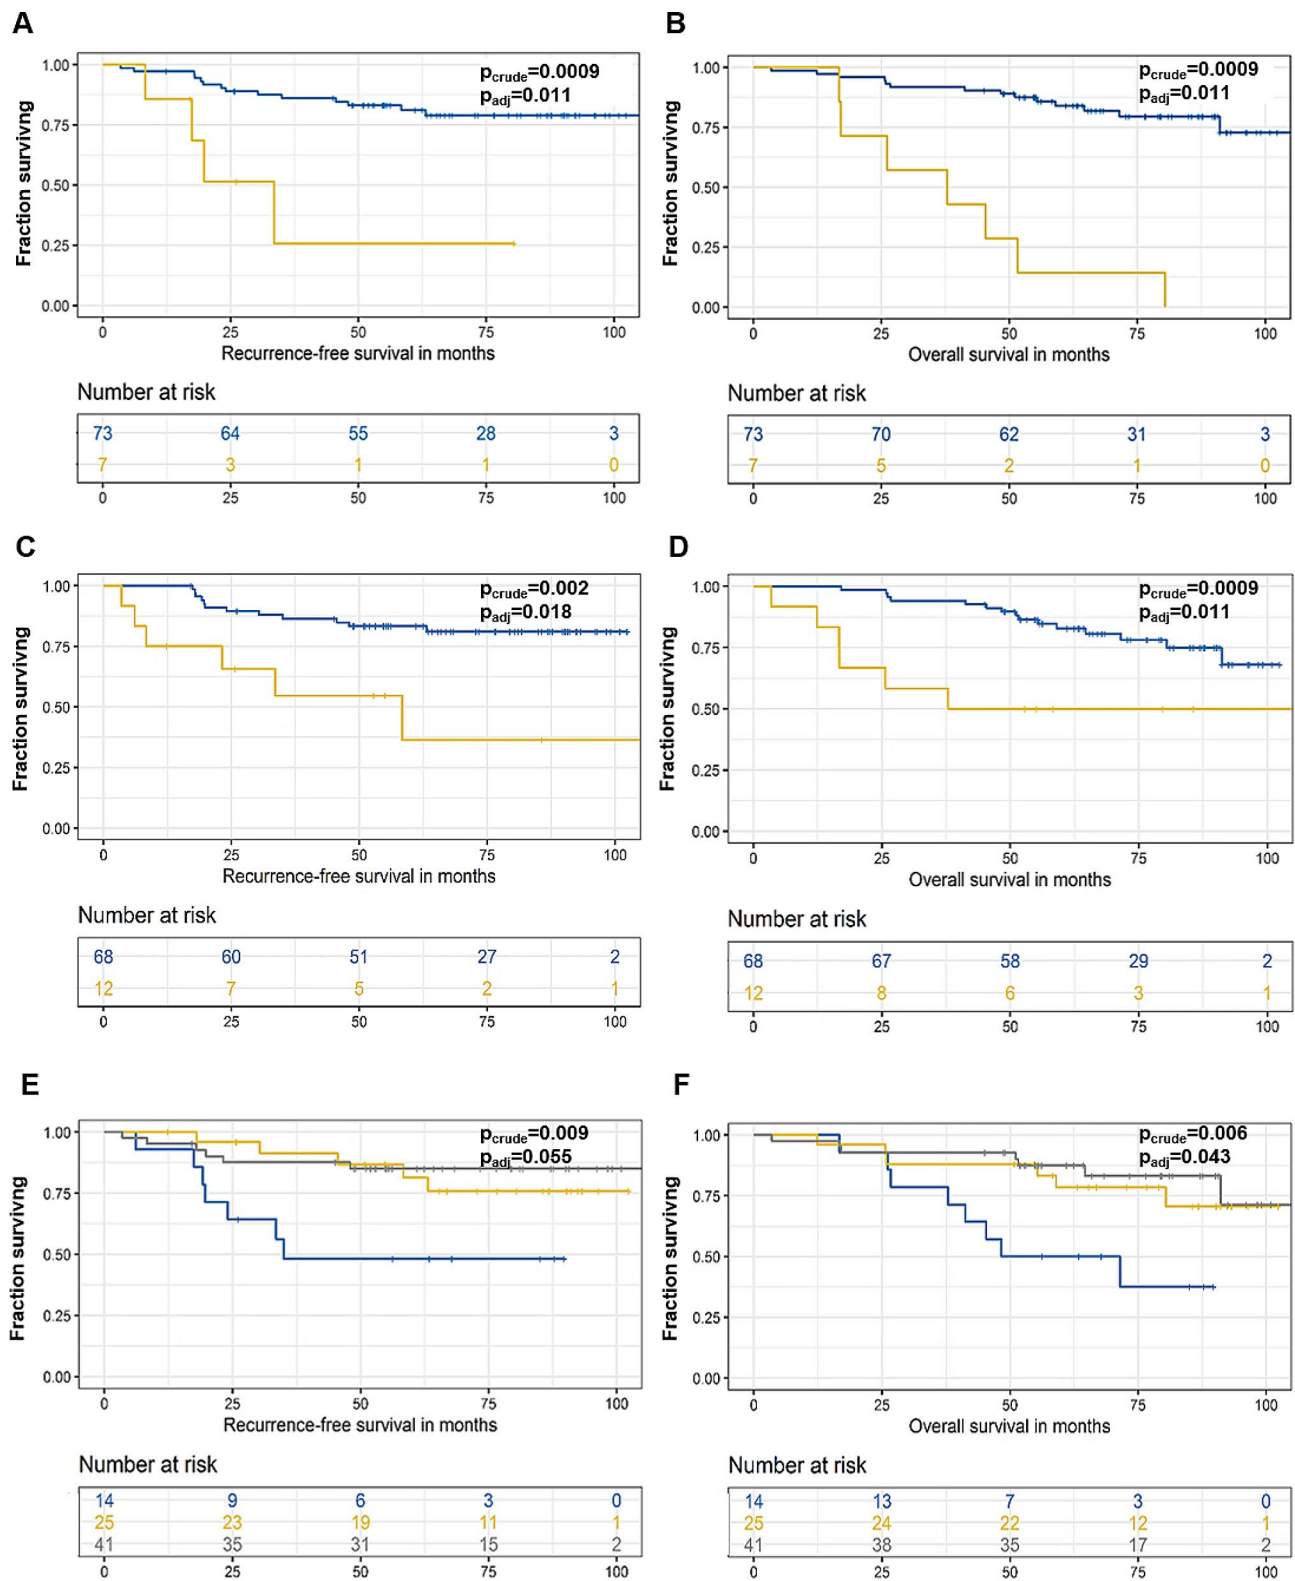 A
B
Fraction survivng
1.00
0.75
0.50
0.25
0.00
pcrude=0.0009
padj=0.011
0 25 50 75 100
Recurrence-free survival in months
Number at risk
73 64 55 28 3
7 3 1 1 0
0 25 50 75 100
Fraction survivng
1.00
0.75
0.50
0.25
0.00
pcrude=0.0009
padj=0.011
0 25 50 75 100
Overall survival in months
Number at risk
73 70 62 31 3
7 5 2 1 0
0 25 50 75 100
C
D
Fraction survivng
1.00
0.75
0.50
0.25
0.00
pcrude=0.002
padj=0.018
0 25 50 75 100
Recurrence-free survival in months
Number at risk
68 60 51 27 2
12 7 5 2 1
0 25 50 75 100
Fraction survivng
1.00
0.75
0.50
0.25
0.00
pcrude=0.0009
padj=0.011
0 25 50 75 100
Overall survival in months
Number at risk
68 67 58 29 2
12 8 6 3 1
0 25 50 75 100
E
F
Fraction survivng
1.00
0.75
0.50
0.25
0.00
pcrude=0.009
padj=0.055
0 25 50 75 100
Recurrence-free survival in months
Number at risk
14 9 6 3 0
25 23 19 11 1
41 35 31 15 2
0 25 50 75 100
Fraction survivng
1.00
0.75
0.50
0.25
0.00
pcrude=0.006
padj=0.043
0 25 50 75 100
Overall survival in months
Number at risk
14 13 7 3 0
25 24 22 12 1
41 38 35 17 2
0 25 50 75 100